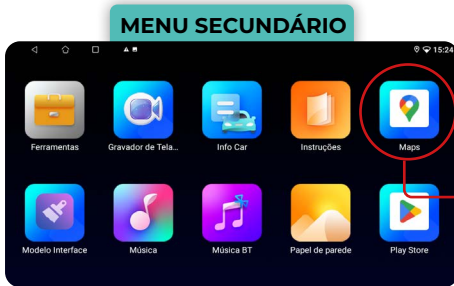 MENU SECUNDÁRIO
15:24
Ferramentas
Gravador de Tela...
Info Car
Instruções
Maps
Modelo Interface
Música
Música BT
Papel de parede
Play Store